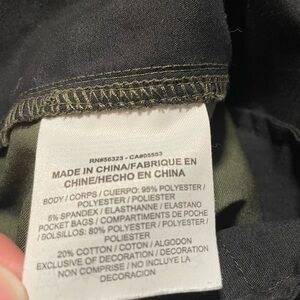 RN#56323 - CA#05553
MADE IN CHINA/FABRIQUE EN
CHINE/HECHO EN CHINA
BODY / CORPS / CUERPO: 95% POLYESTER /
POLYESTER / POLIESTER
5% SPANDEX / ELASTHANNE / ELASTANO
POCKET BAGS / COMPARTIMENTS DE POCHE
/ BOLSILLOS: 80% POLYESTER / POLYESTER /
POLIESTER
20% COTTON / COTON / ALGODON
EXCLUSIVE OF DECORATION / DECORATION
NON COMPRISE / NO INCLUYE LA
DECORACION